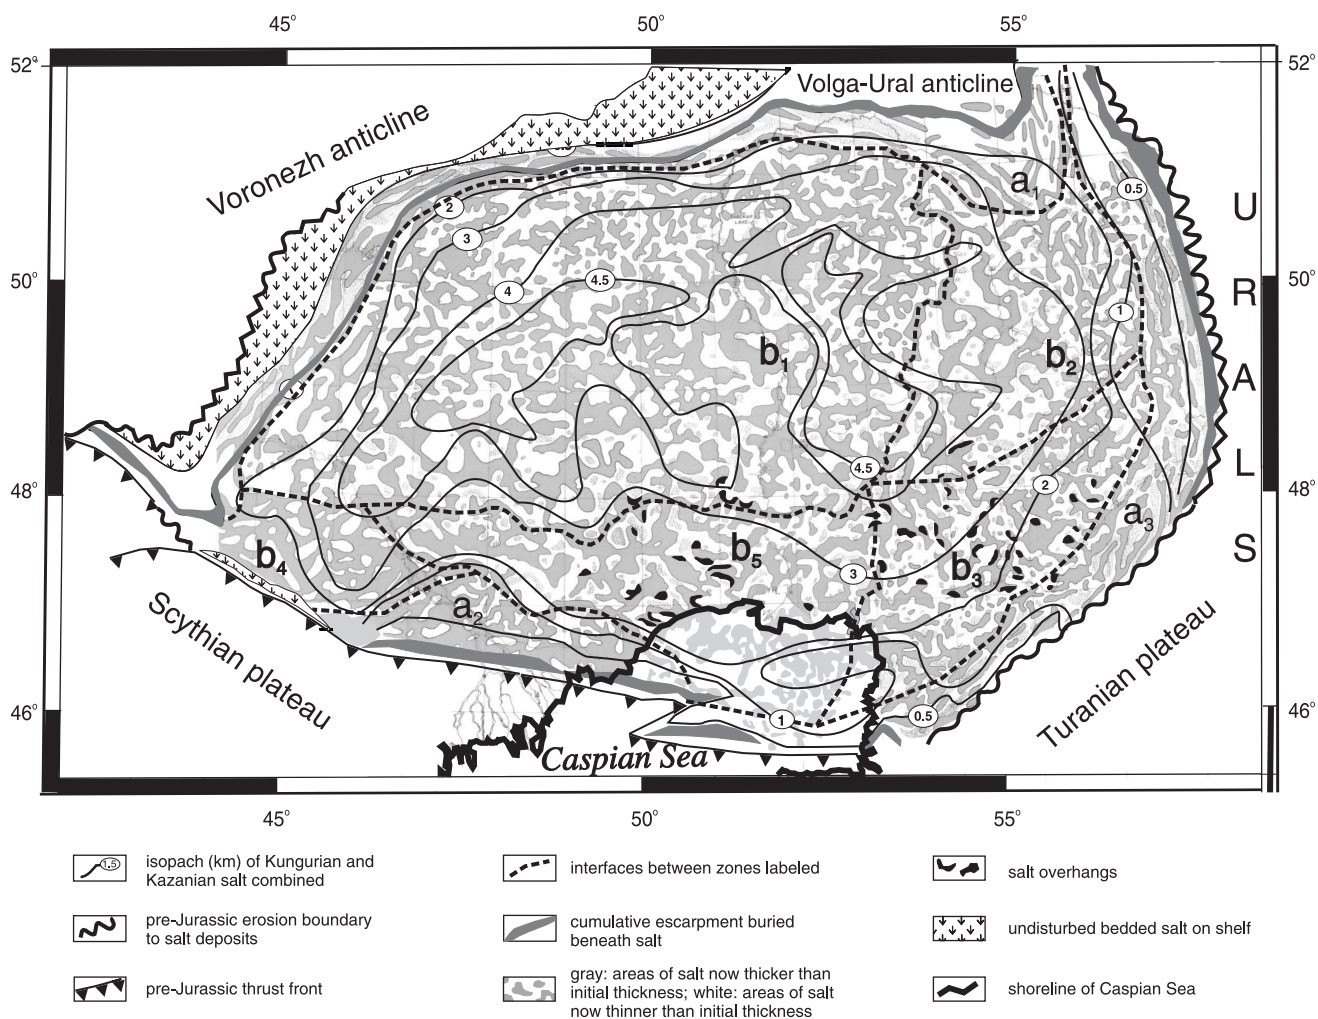 45°
50°
55°
52°
52°
Volga-Ural anticline
Voronezh anticline
a1
0.5
2
3
U
50°
4
4.5
50°
R
1
b1
b2
A
4.5
L
48°
2
48°
a3
b5
S
b4
3
b3
a2
Scythian plateau
Turanian plateau
46°
1
0.5
46°
Caspian Sea
45°
50°
55°
1.5
isopach (km) of Kungurian and
Kazanian salt combined
pre-Jurassic erosion boundary
to salt deposits
pre-Jurassic thrust front
interfaces between zones labeled
cumulative escarpment buried
beneath salt
gray: areas of salt now thicker than
initial thickness; white: areas of salt
now thinner than initial thickness
salt overhangs
undisturbed bedded salt on shelf
shoreline of Caspian Sea